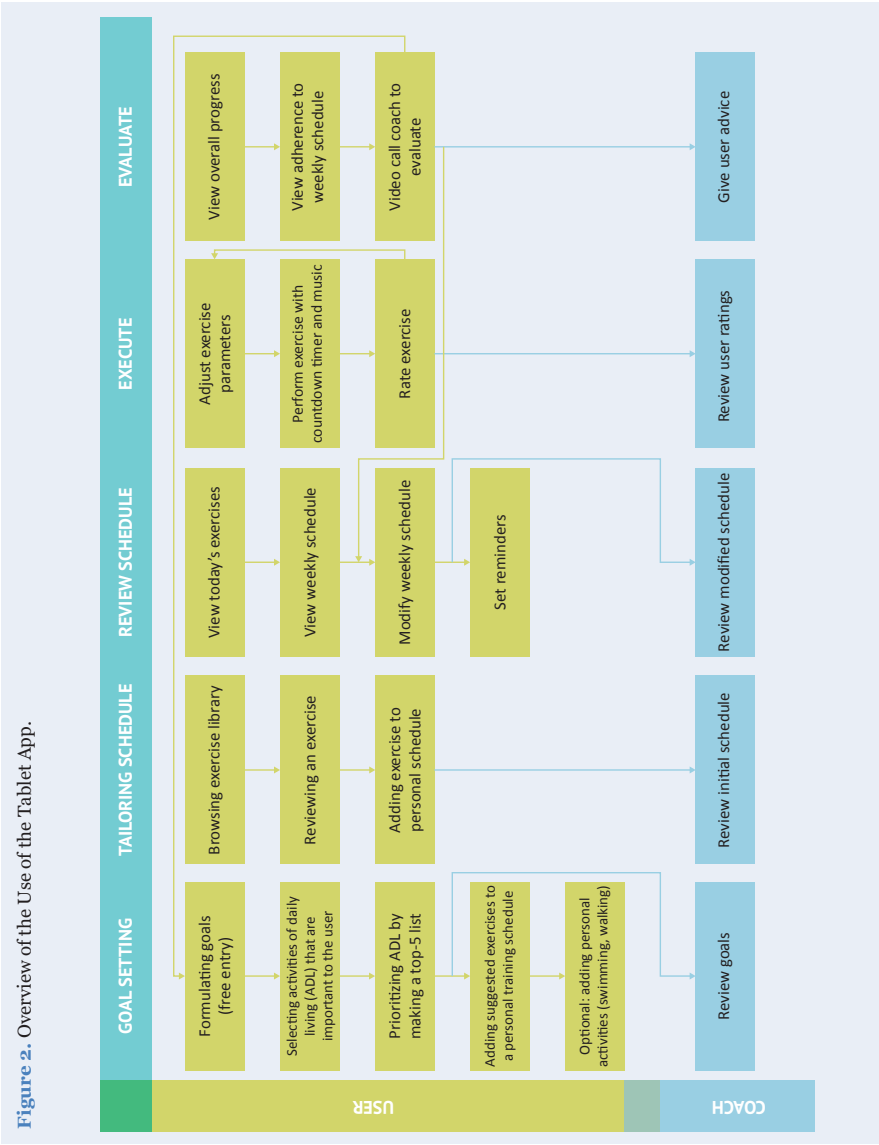 Figure 2. Overview of the Use of the Tablet App.
GOAL SETTING
TAILORING SCHEDULE
REVIEW SCHEDULE
EXECUTE
EVALUATE
USER
Formulating goals
(free entry)
Selecting activities of daily
living (ADL) that are
important to the user
Prioritizing ADL by
making a top-5 list
Adding suggested exercises to
a personal training schedule
Optional: adding personal
activities (swimming, walking)
Browsing exercise library
Reviewing an exercise
Adding exercise to
personal schedule
View today's exercises
View weekly schedule
Modify weekly schedule
Set reminders
Adjust exercise
parameters
Perform exercise with
countdown timer and music
Rate exercise
View overall progress
View adherence to
weekly schedule
Video call coach to
evaluate
COACH
Review goals
Review initial schedule
Review modified schedule
Review user ratings
Give user advice